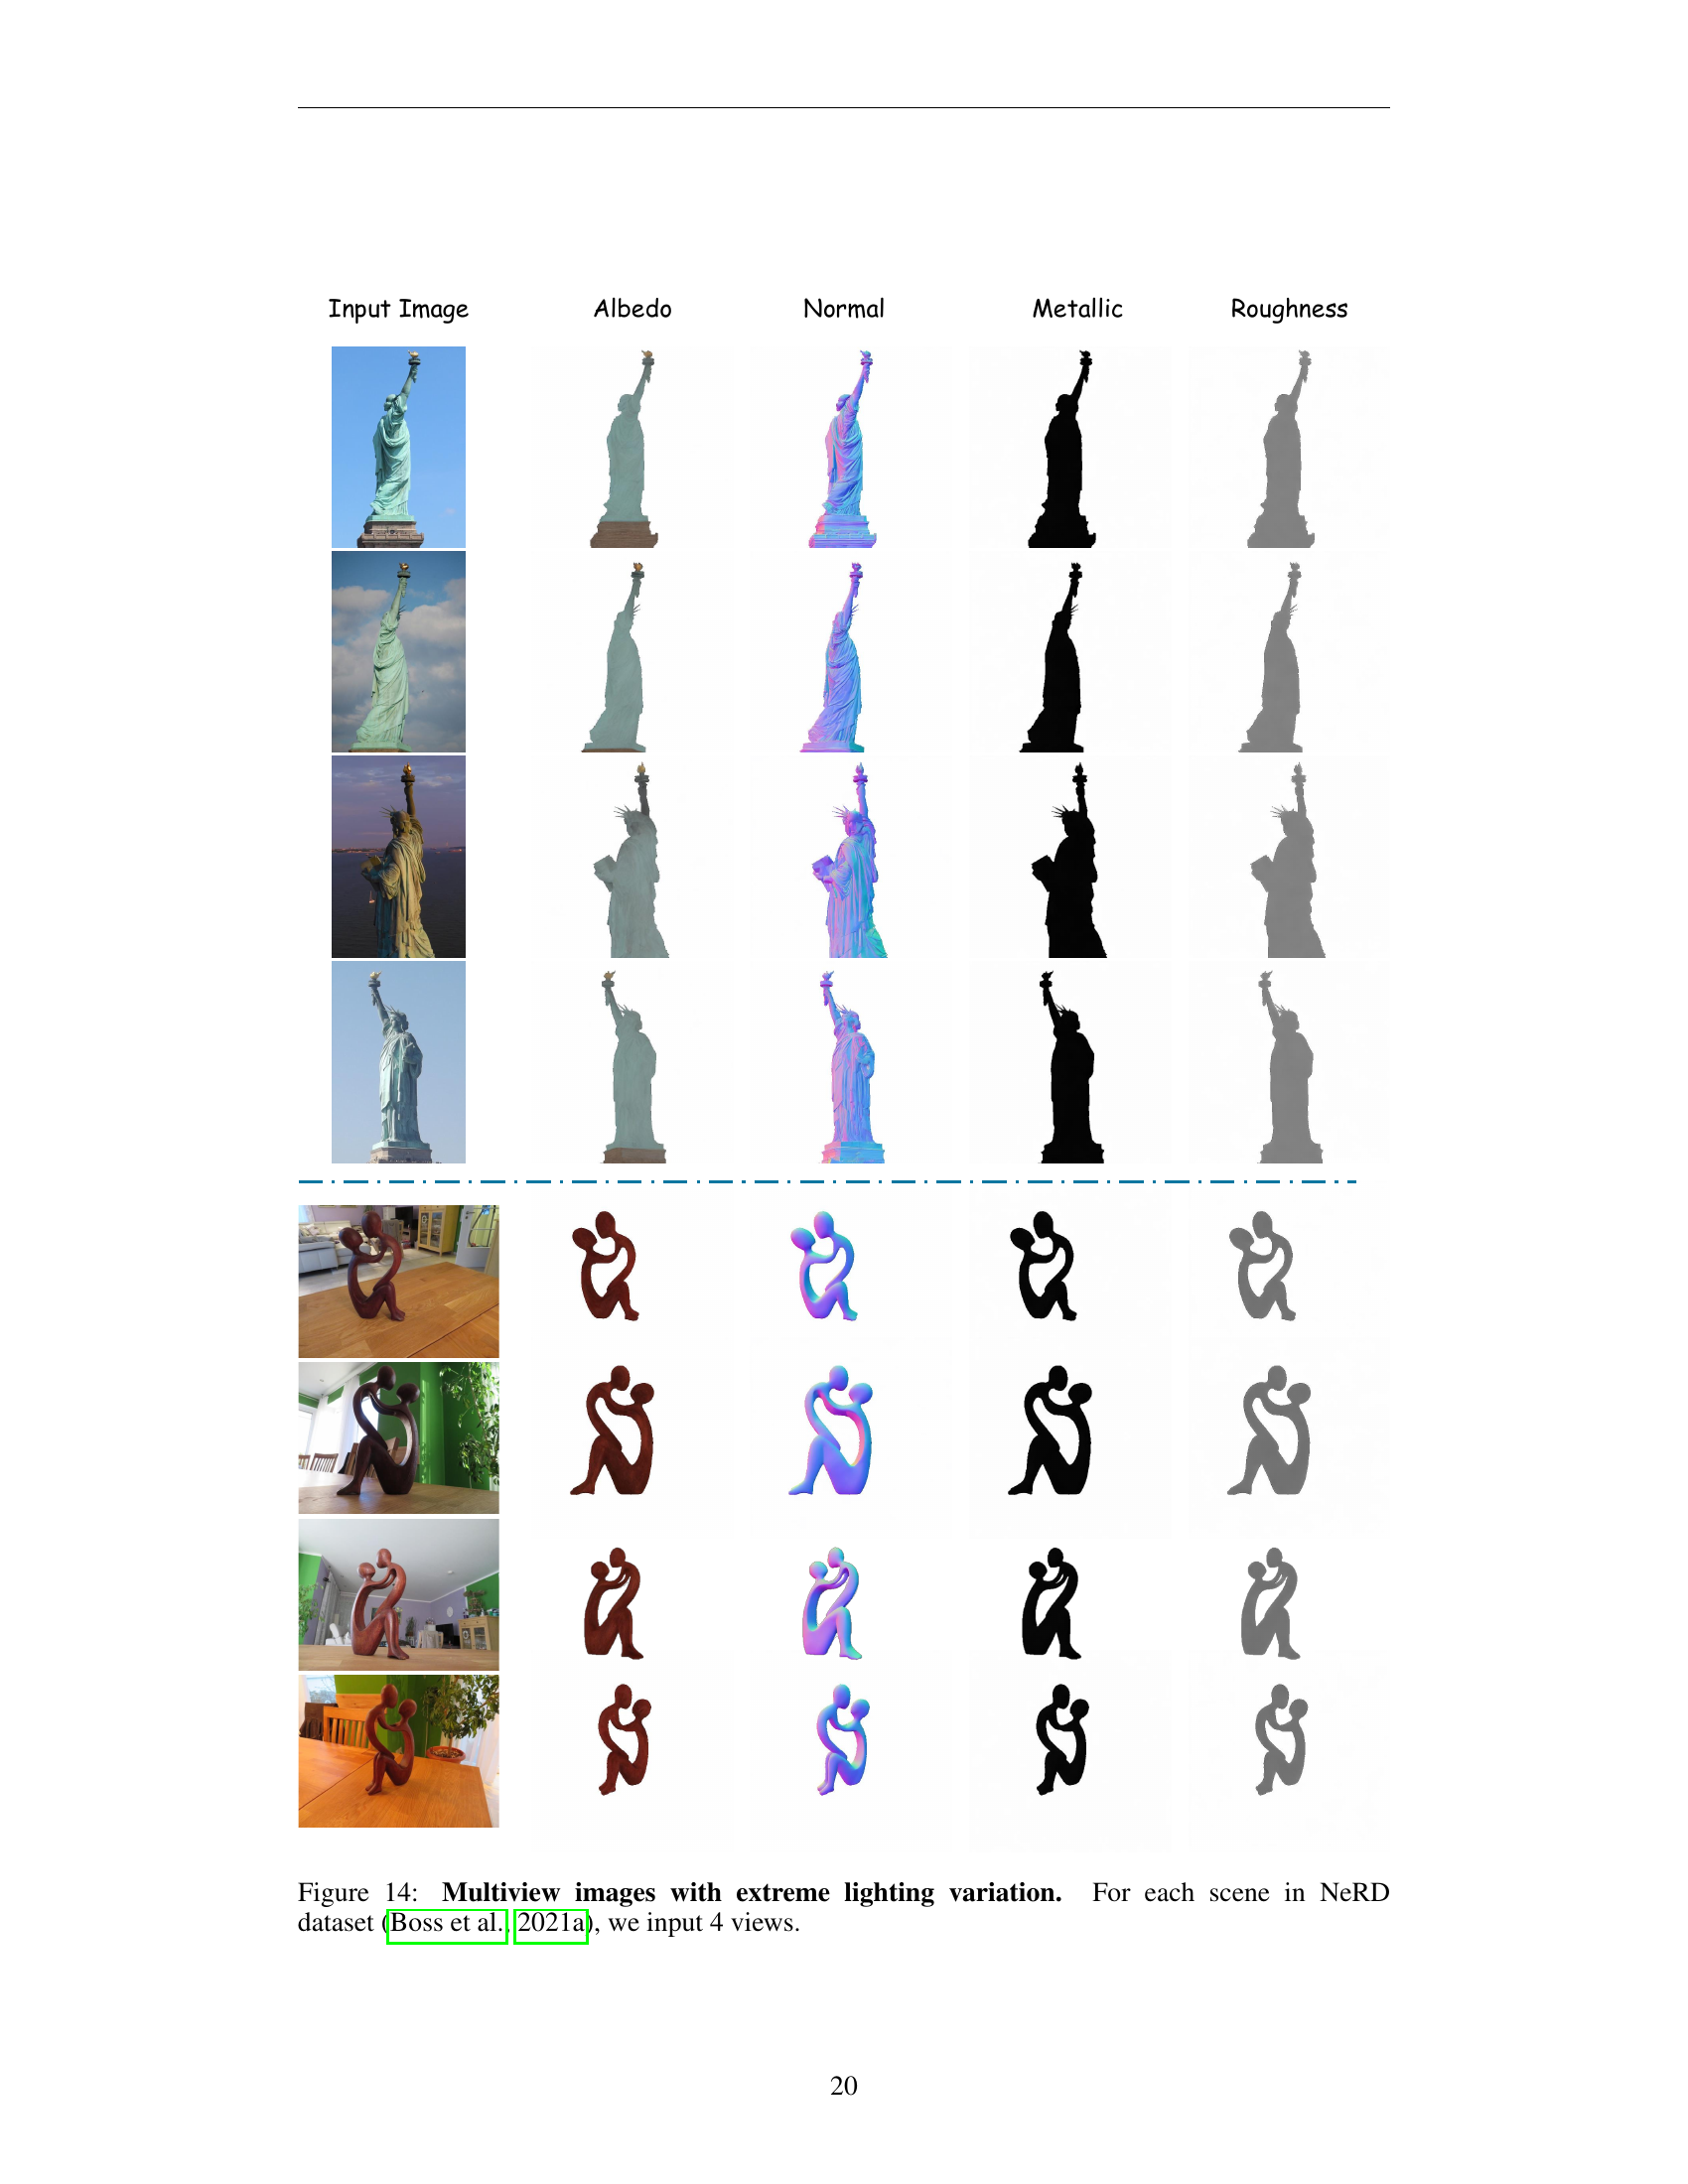 Input Image Albedo Normal Metallic Roughness
Figure 14: Multiview images with extreme lighting variation. For each scene in NeRD
dataset (Boss et al., 2021a), we input 4 views.
20